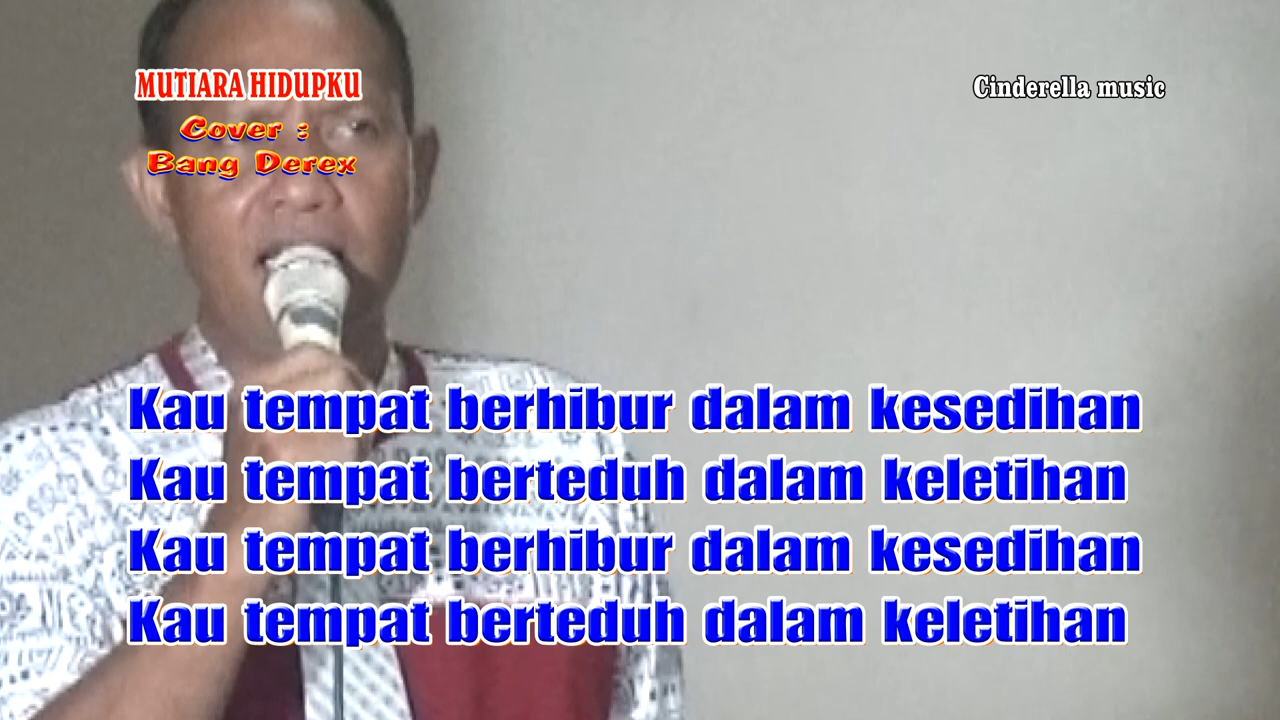 MUTIARA HIDUPKU
Cinderella music
Cover :
Bang Derex
Kau tempat berhibur dalam kesedihan
Kau tempat berteduh dalam keletihan
Kau tempat berhibur dalam kesedihan
Kau tempat berteduh dalam keletihan